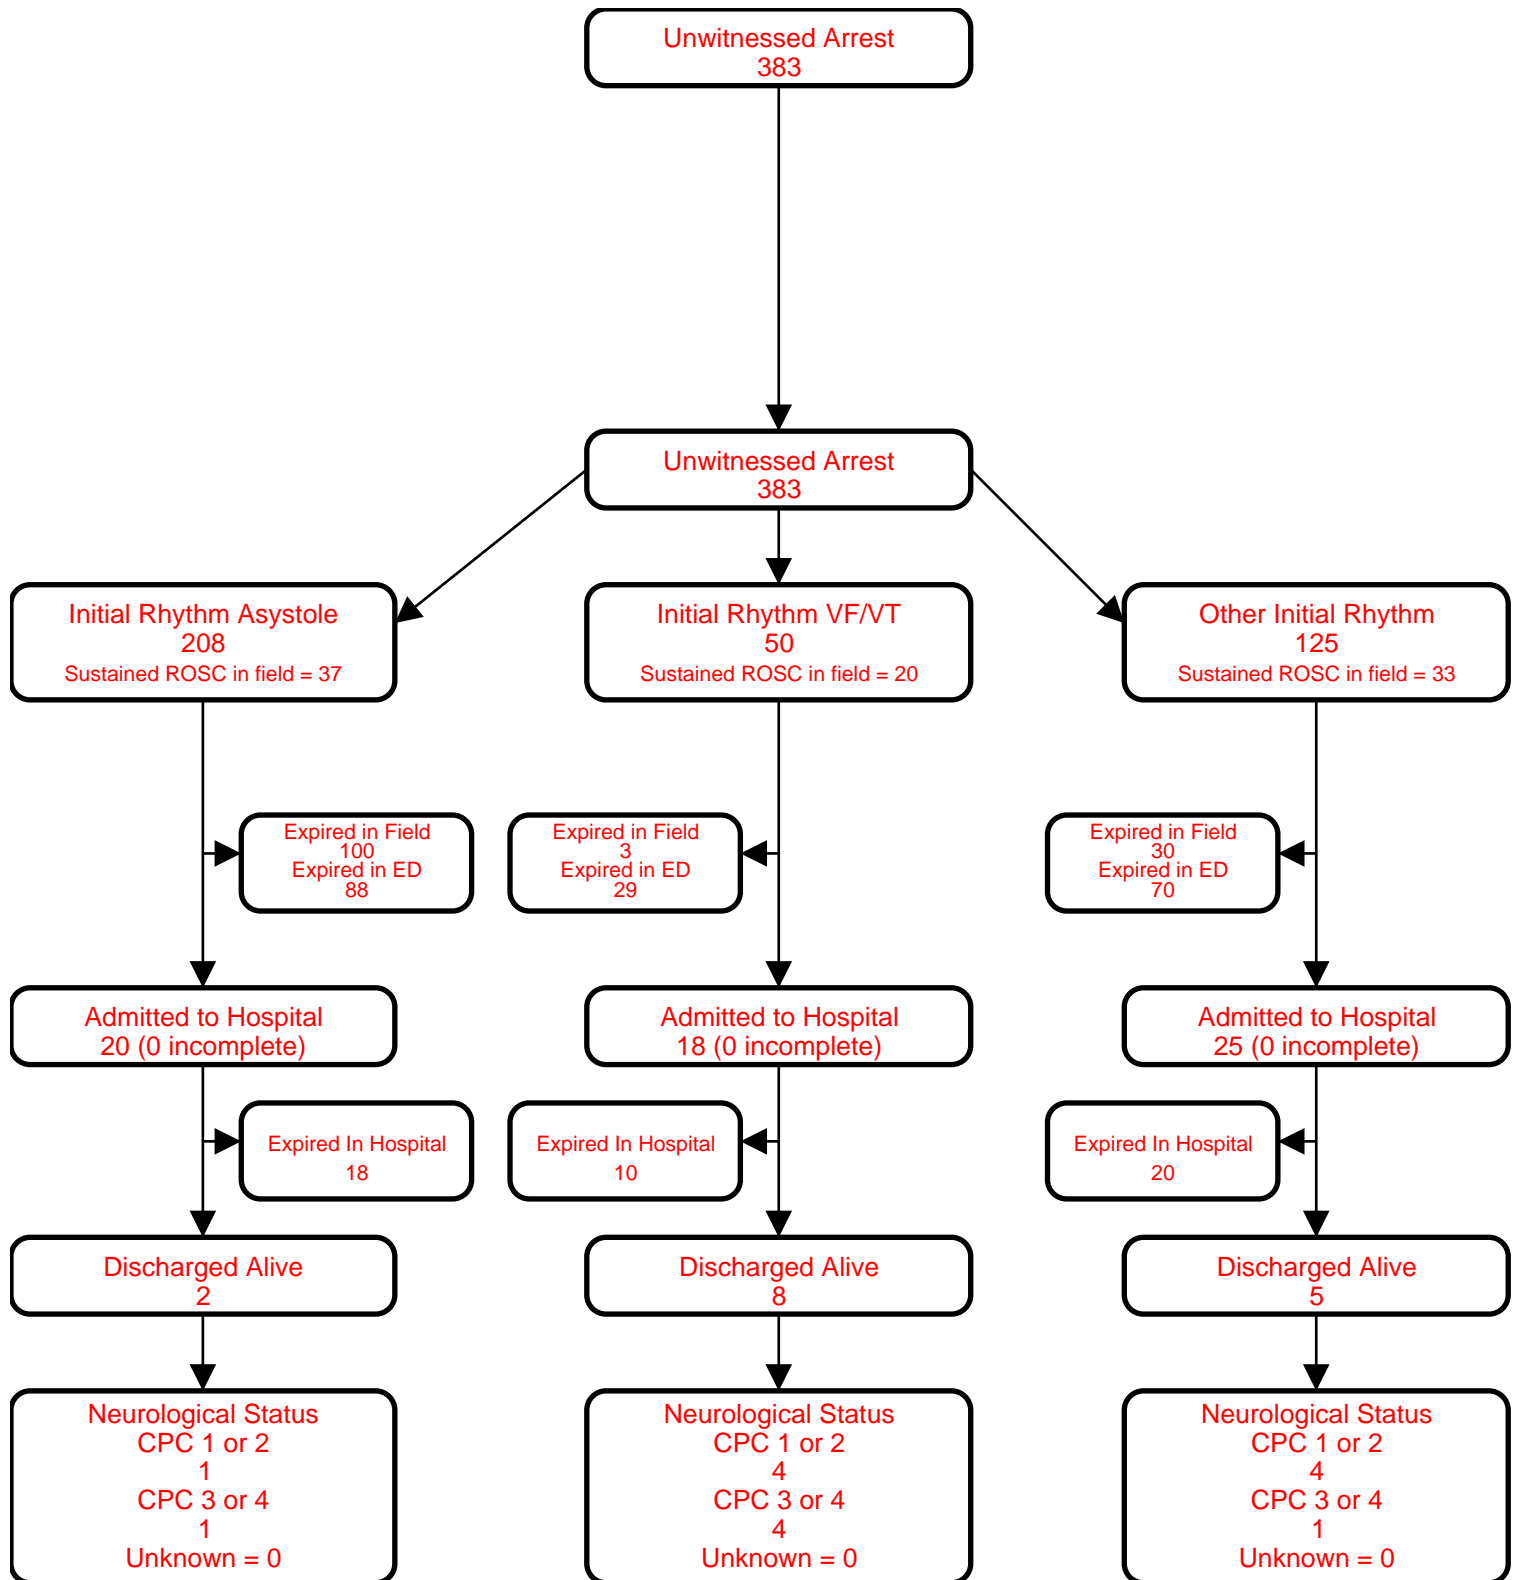 Unwitnessed Arrest
383
Unwitnessed Arrest
383
Initial Rhythm Asystole
208
Sustained ROSC in field = 37
Initial Rhythm VF/VT
50
Sustained ROSC in field = 20
Other Initial Rhythm
125
Sustained ROSC in field = 33
Expired in Field
100
Expired in ED
88
Expired in Field
3
Expired in ED
29
Expired in Field
30
Expired in ED
70
Admitted to Hospital
20 (0 incomplete)
Admitted to Hospital
18 (0 incomplete)
Admitted to Hospital
25 (0 incomplete)
Expired In Hospital
18
Expired In Hospital
10
Expired In Hospital
20
Discharged Alive
2
Discharged Alive
8
Discharged Alive
5
Neurological Status
CPC 1 or 2
1
CPC 3 or 4
1
Unknown = 0
Neurological Status
CPC 1 or 2
4
CPC 3 or 4
4
Unknown = 0
Neurological Status
CPC 1 or 2
4
CPC 3 or 4
1
Unknown = 0